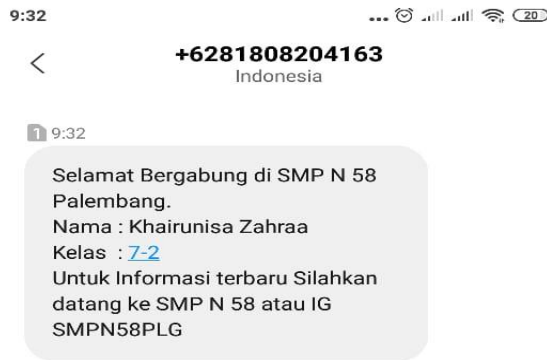 9:32
... 20
+6281808204163
Indonesia
1 9:32
Selamat Bergabung di SMP N 58
Palembang.
Nama : Khairunisa Zahraa
Kelas : 7-2
Untuk Informasi terbaru Silahkan
datang ke SMP N 58 atau IG
SMPN58PLG